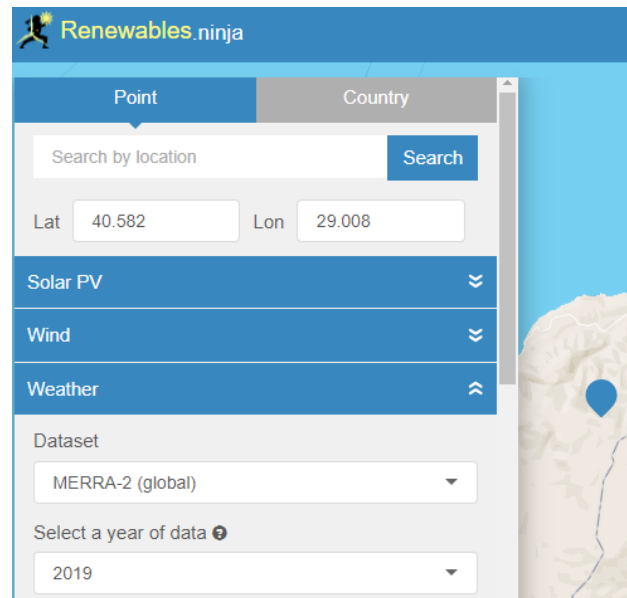 Renewables.ninja
Point Country
Search by location Search
Lat 40.582 Lon 29.008
Solar PV
Wind
Weather
Dataset
MERRA-2 (global)
Select a year of data
2019